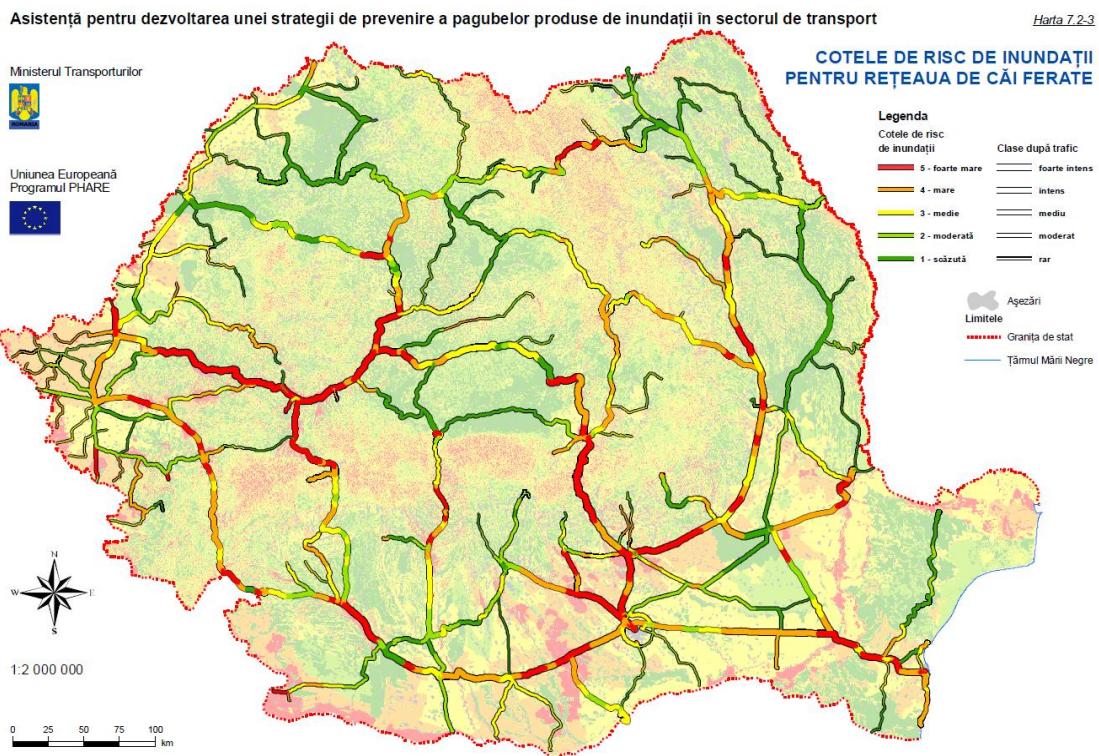 Asistență pentru dezvoltarea unei strategii de prevenire a pagubelor produse de inundații în sectorul de transport
Harta 7.2-3
Ministerul Transporturilor
ROMANIA
Uniunea Europeană
Programul PHARE
COTELE DE RISC DE INUNDAȚII
PENTRU REȚEAUA DE CĂI FERATE
Legenda
Cotele de risc
de inundații
Clase după trafic
5 - foarte mare
foarte intens
4 - mare
intens
3 - medie
mediu
2 - moderată
moderat
1 - scăzută
rar
Așezări
Limitele
Granița de stat
Țărmul Mării Negre
N
W
E
S
1:2 000 000
0 25 50 75 100
km